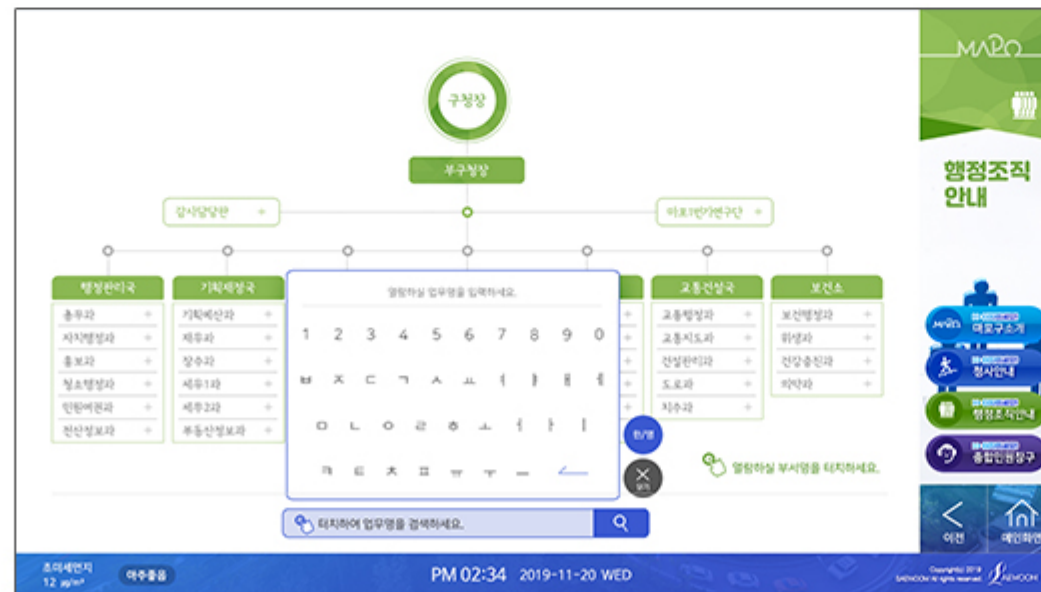 MAPO
행정조직
안내
구청장
부구청장
감사담당관 +
마포1번가연구단 +
행정관리국
총무과 +
자치행정과 +
홍보과 +
청소행정과 +
민원여권과 +
전산정보과 +
기획재정국
기획예산과 +
재무과 +
징수과 +
세무1과 +
세무2과 +
부동산정보과 +
교통건설국
교통행정과 +
교통지도과 +
건설관리과 +
도로과 +
치수과 +
보건소
보건행정과 +
위생과 +
건강증진과 +
의약과 +
열람하실 업무명을 입력하세요.
1 2 3 4 5 6 7 8 9 0
ㅂ ㅈ ㄷ ㄱ ㅅ ㅛ ㅕ ㅑ ㅐ ㅔ
ㅁ ㄴ ㅇ ㄹ ㅎ ㅗ ㅓ ㅏ ㅣ
ㅋ ㅌ ㅊ ㅍ ㅠ ㅜ ㅡ
한/영
닫기
열람하실 부서명을 터치하세요.
터치하여 업무명을 검색하세요.
마포구소개
청사안내
행정조직안내
종합민원창구
이전
메인화면
초미세먼지
12 ㎍/m³
아주좋음
PM 02:34 2019-11-20 WED
Copyright(c) 2019
SAEMOON All rights reserved.
SAEMOON